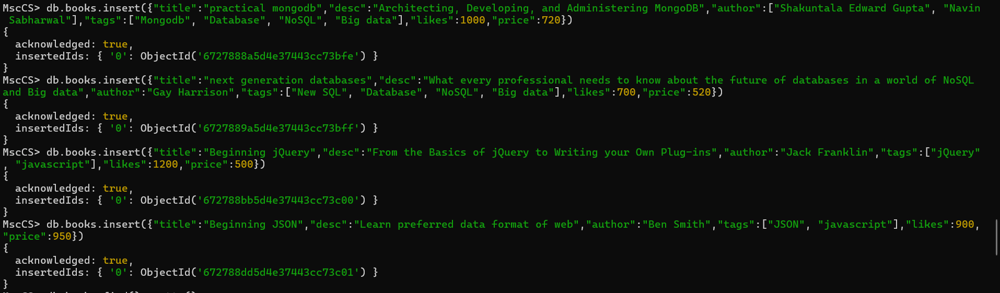 MscCS> db.books.insert({"title":"practical mongodb","desc":"Architecting, Developing, and Administering MongoDB","author":["Shakuntala Edward Gupta", "Navin
Sabharwal"],"tags":["Mongodb", "Database", "NoSQL", "Big data"],"likes":1000,"price":720})
{
acknowledged: true,
insertedIds: { '0': ObjectId('6727888a5d4e37443cc73bfe') }
}
MscCS> db.books.insert({"title":"next generation databases","desc":"What every professional needs to know about the future of databases in a world of NoSQL
and Big data","author":"Gay Harrison","tags":["New SQL", "Database", "NoSQL", "Big data"],"likes":700,"price":520})
{
acknowledged: true,
insertedIds: { '0': ObjectId('6727889a5d4e37443cc73bff') }
}
MscCS> db.books.insert({"title":"Beginning jQuery","desc":"From the Basics of jQuery to Writing your Own Plug-ins","author":"Jack Franklin","tags":["jQuery"
, "javascript"],"likes":1200,"price":500})
{
acknowledged: true,
insertedIds: { '0': ObjectId('672788bb5d4e37443cc73c00') }
}
MscCS> db.books.insert({"title":"Beginning JSON","desc":"Learn preferred data format of web","author":"Ben Smith","tags":["JSON", "javascript"],"likes":900,
"price":950})
{
acknowledged: true,
insertedIds: { '0': ObjectId('672788dd5d4e37443cc73c01') }
}